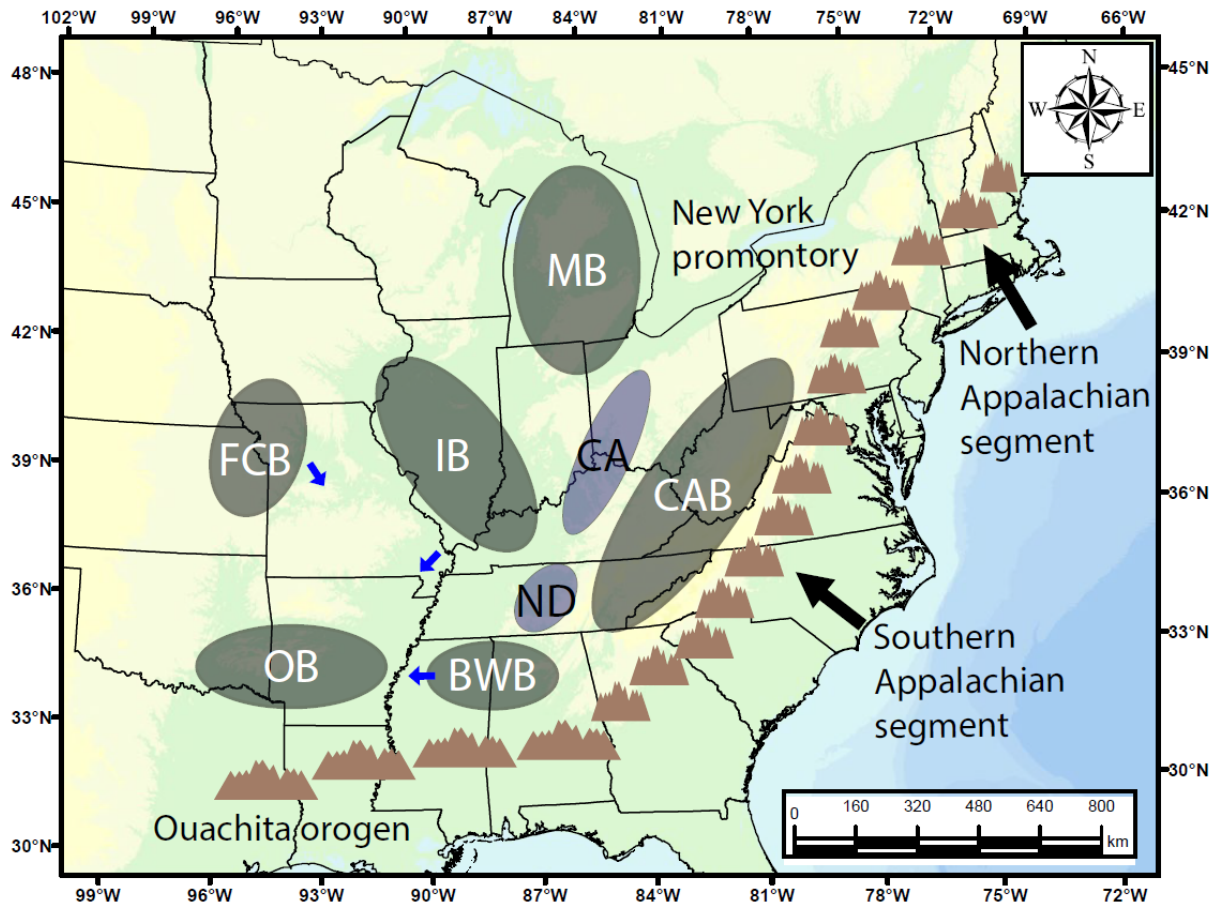 102°W 99°W 96°W 93°W 90°W 87°W 84°W 81°W 78°W 75°W 72°W 69°W 66°W
N
W E
S
48°N
45°N
45°N
42°N
New York
promontory
MB
42°N
39°N
Northern
Appalachian
segment
FCB
IB
CA
CAB
39°N
36°N
36°N
ND
33°N
Southern
Appalachian
segment
OB
BWB
33°N
30°N
0 160 320 480 640 800
km
Ouachita orogen
30°N
99°W 96°W 93°W 90°W 87°W 84°W 81°W 78°W 75°W 72°W